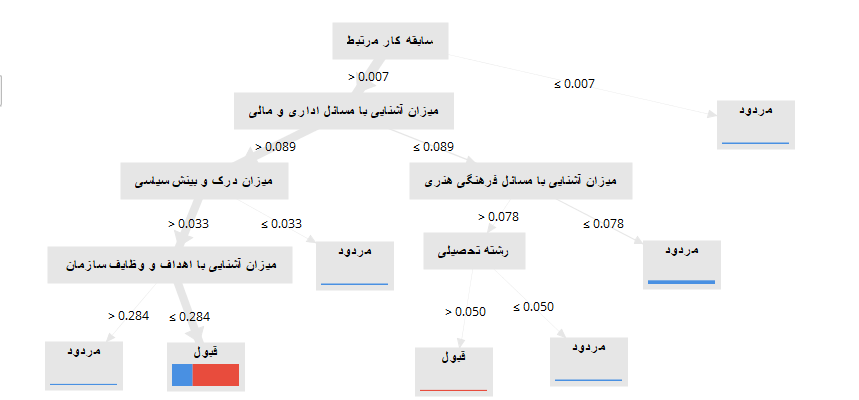 سابقه کار مرتبط
> 0.007
≤ 0.007
میزان آشنایی با مسائل اداری و مالی
مردود
> 0.089
≤ 0.089
میزان درک و بینش سیاسی
میزان آشنایی با مسائل فرهنگی هنری
> 0.033
≤ 0.033
> 0.078
≤ 0.078
میزان آشنایی با اهداف و وظایف سازمان
مردود
رشته تحصیلی
مردود
> 0.284
≤ 0.284
> 0.050
≤ 0.050
مردود
قبول
قبول
مردود